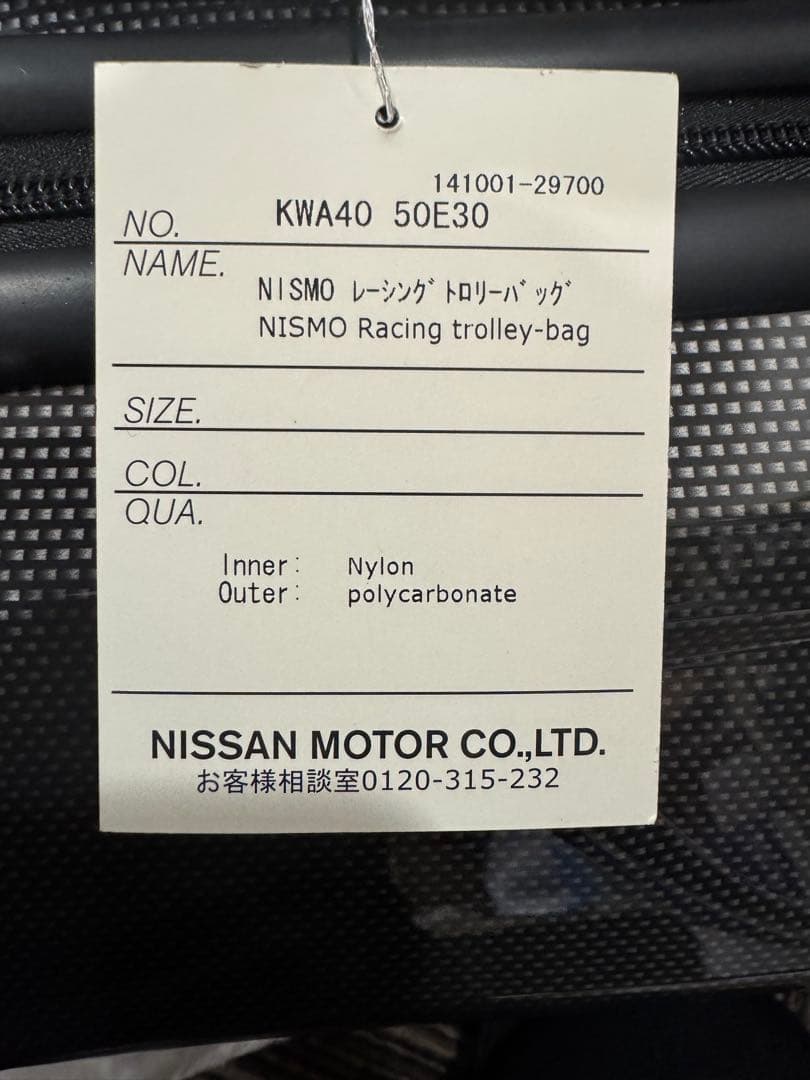 141001-29700
NO. KWA40 50E30
NAME.
NISMO ﾚｰｼﾝｸﾞ ﾄﾛﾘｰﾊﾞｯｸﾞ
NISMO Racing trolley-bag
SIZE.
COL.
QUA.
Inner: Nylon
Outer: polycarbonate
NISSAN MOTOR CO.,LTD.
お客様相談室0120-315-232